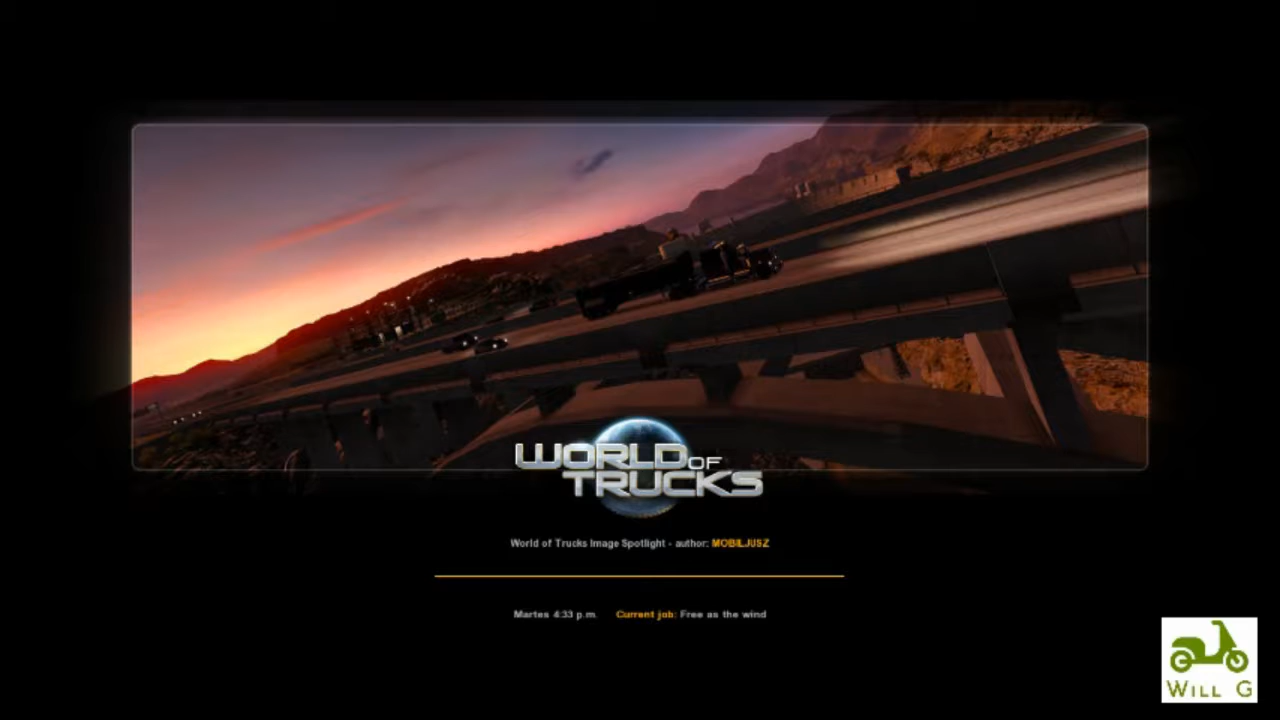 WORLD OF
TRUCKS
World of Trucks Image Spotlight - author: MOBILJUSZ
Martes 4:33 p.m. Current job: Free as the wind
WILL G